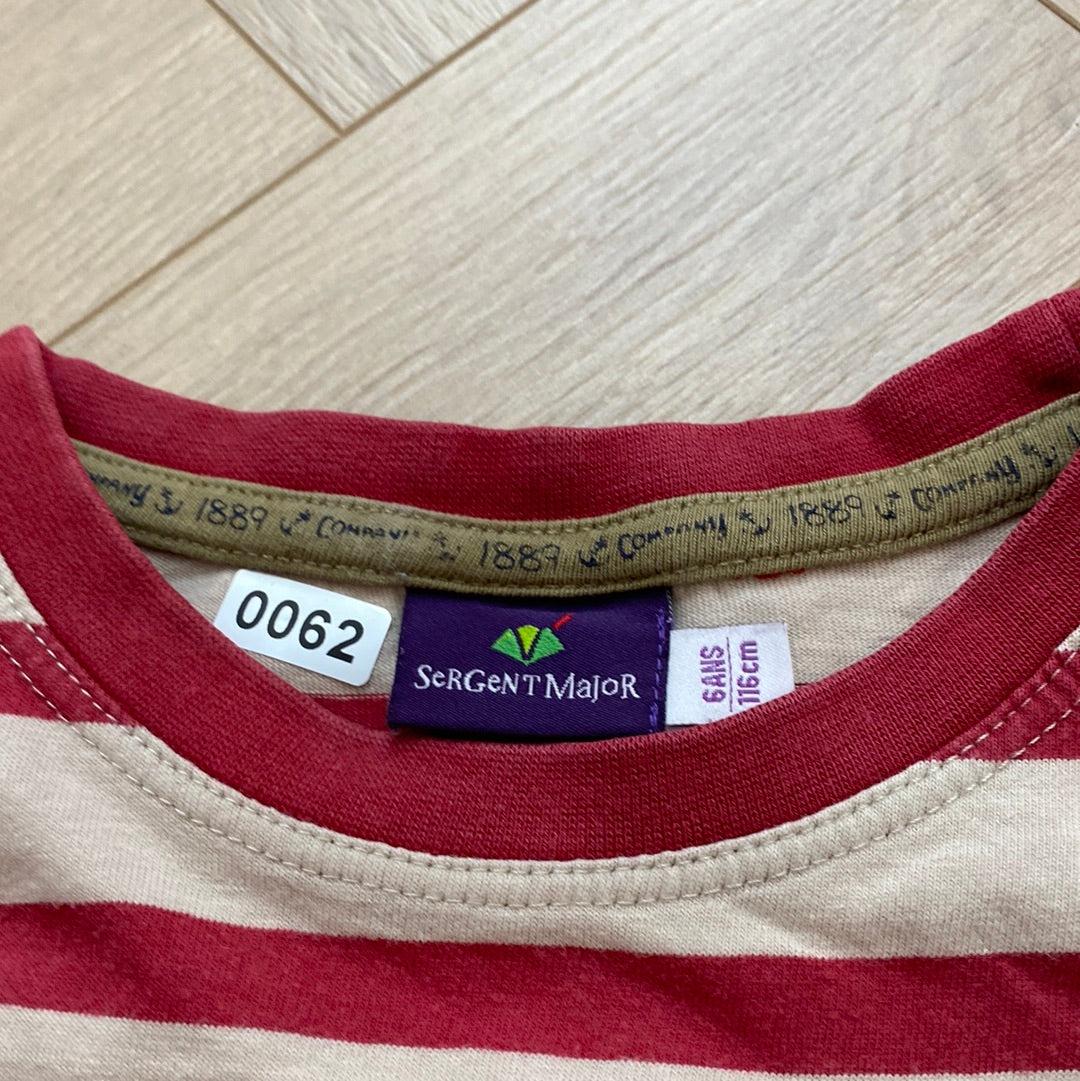 COMPANY 1889 COMPANY 1889 COMPANY 1889 COMPANY
0062
SeRGeNT MajoR
6ANS
116cm